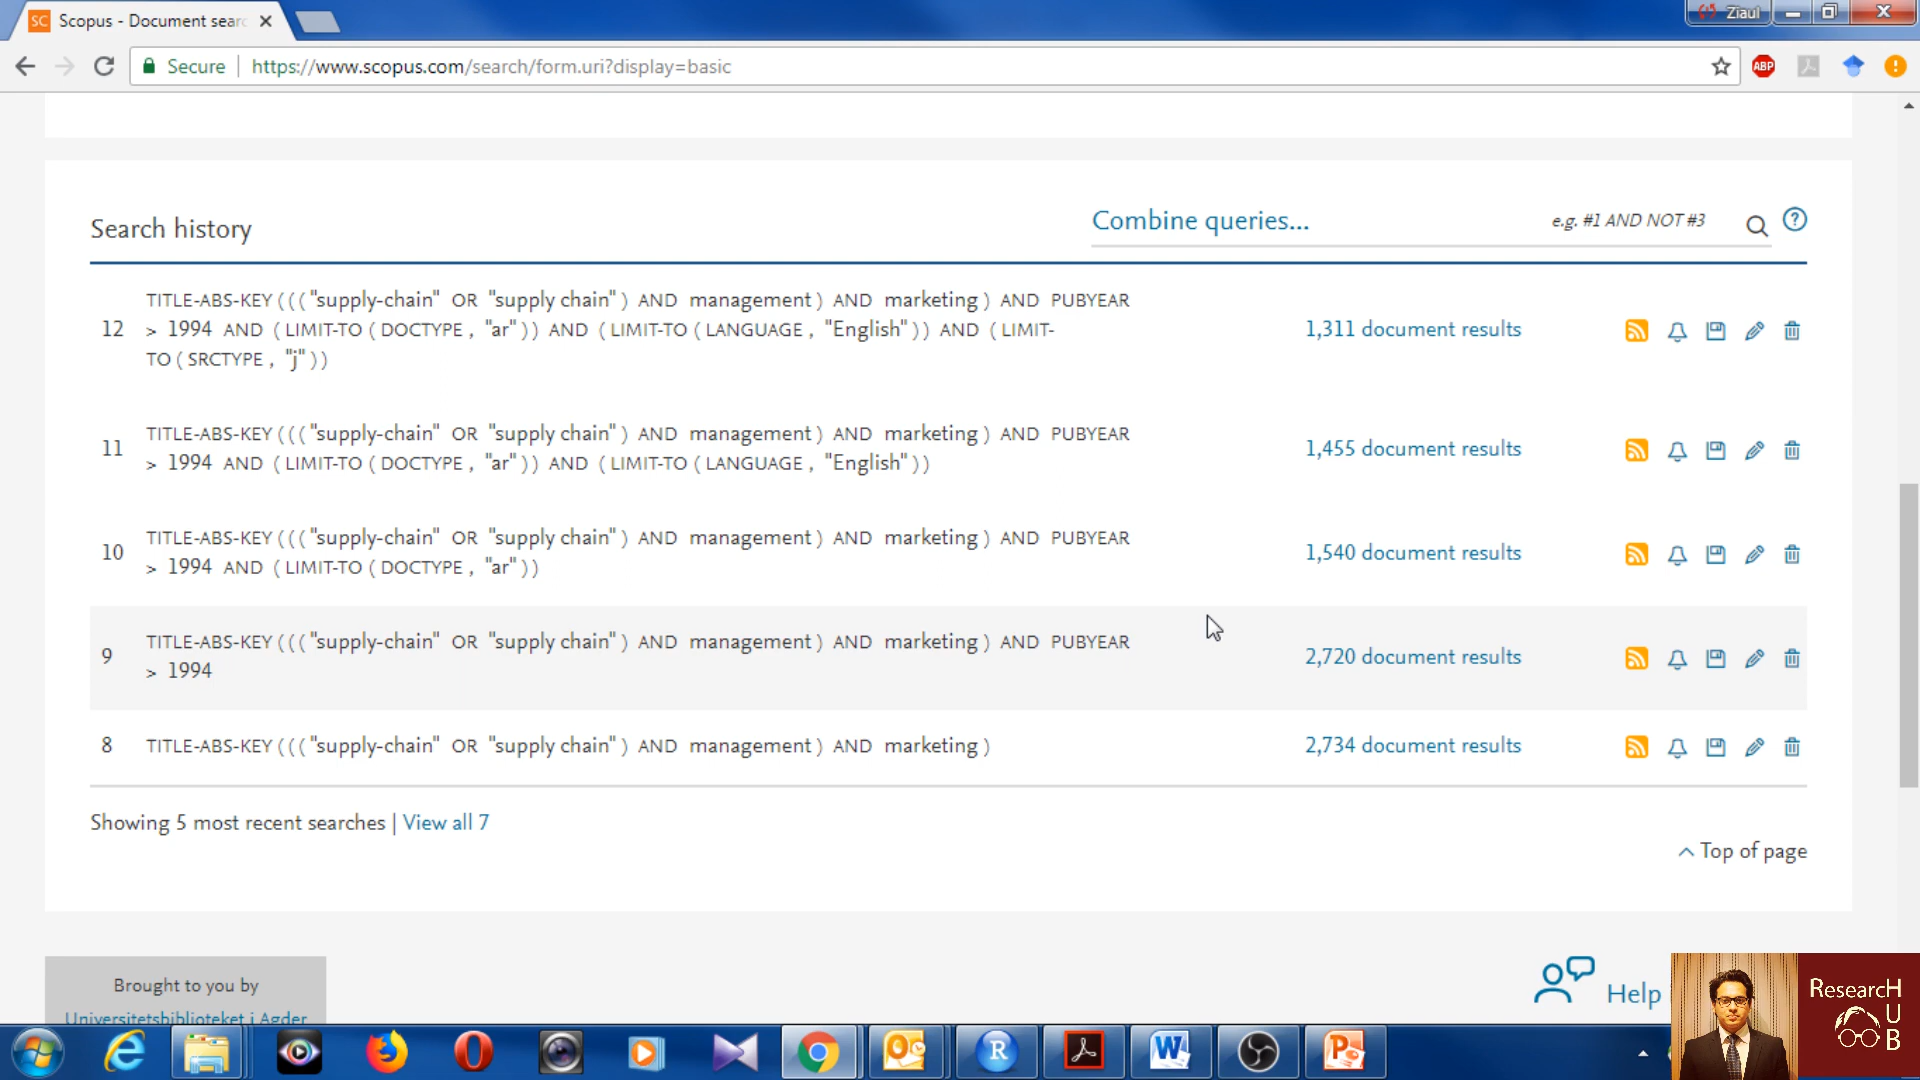 SC Scopus - Document sear
Ziaul
Secure | https://www.scopus.com/search/form.uri?display=basic
ABP
Search history
Combine queries...
e.g. #1 AND NOT #3
12
TITLE-ABS-KEY ( ( ( "supply-chain" OR "supply chain" ) AND management ) AND marketing ) AND PUBYEAR
> 1994 AND ( LIMIT-TO ( DOCTYPE , "ar" ) ) AND ( LIMIT-TO ( LANGUAGE , "English" ) ) AND ( LIMIT-
TO ( SRCTYPE , "j" ) )
1,311 document results
11
TITLE-ABS-KEY ( ( ( "supply-chain" OR "supply chain" ) AND management ) AND marketing ) AND PUBYEAR
> 1994 AND ( LIMIT-TO ( DOCTYPE , "ar" ) ) AND ( LIMIT-TO ( LANGUAGE , "English" ) )
1,455 document results
10
TITLE-ABS-KEY ( ( ( "supply-chain" OR "supply chain" ) AND management ) AND marketing ) AND PUBYEAR
> 1994 AND ( LIMIT-TO ( DOCTYPE , "ar" ) )
1,540 document results
9
TITLE-ABS-KEY ( ( ( "supply-chain" OR "supply chain" ) AND management ) AND marketing ) AND PUBYEAR
> 1994
2,720 document results
8
TITLE-ABS-KEY ( ( ( "supply-chain" OR "supply chain" ) AND management ) AND marketing )
2,734 document results
Showing 5 most recent searches | View all 7
Top of page
Brought to you by
Universitetsbiblioteket i Agder
Help
ResearcH
U
B